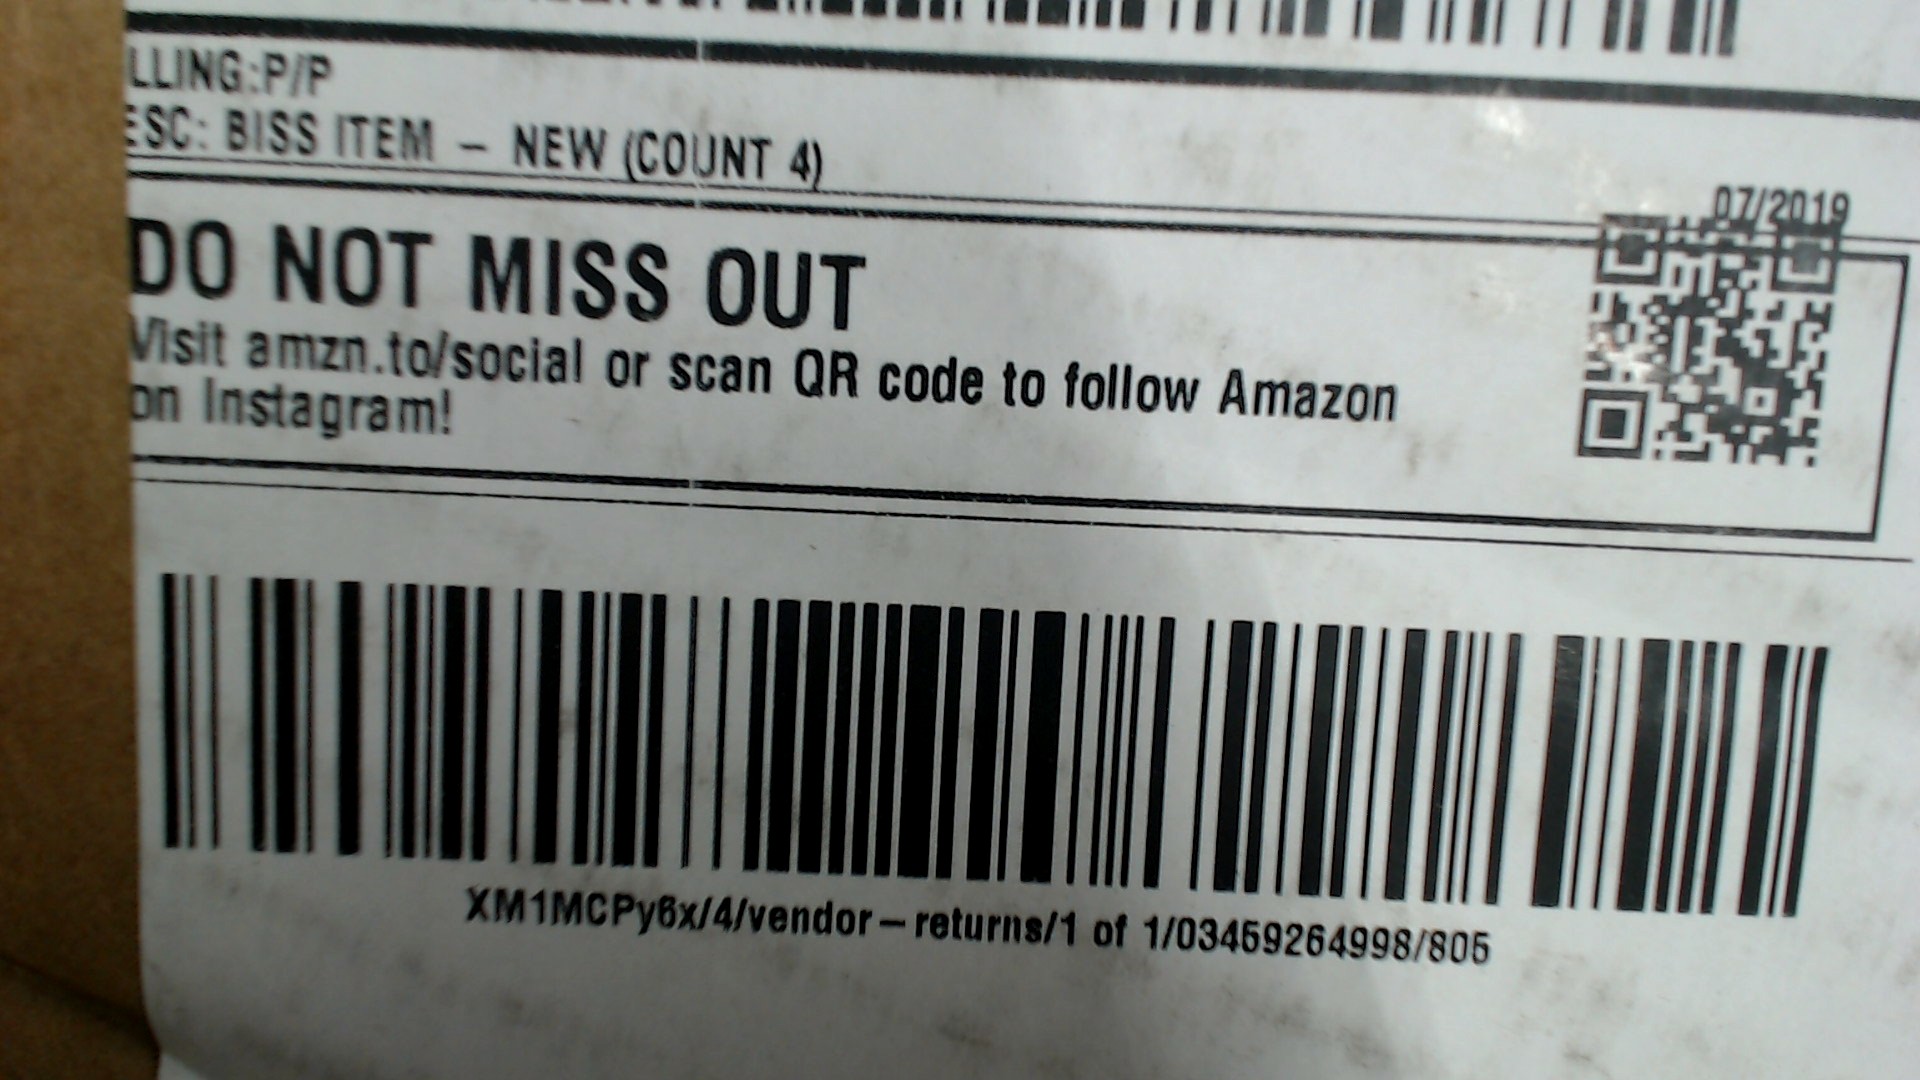 LLING:P/P
ESC: BISS ITEM – NEW (COUNT 4)
07/2019
DO NOT MISS OUT
Visit amzn.to/social or scan QR code to follow Amazon
on Instagram!
XM1MCPy6x/4/vendor–returns/1 of 1/03459264998/805